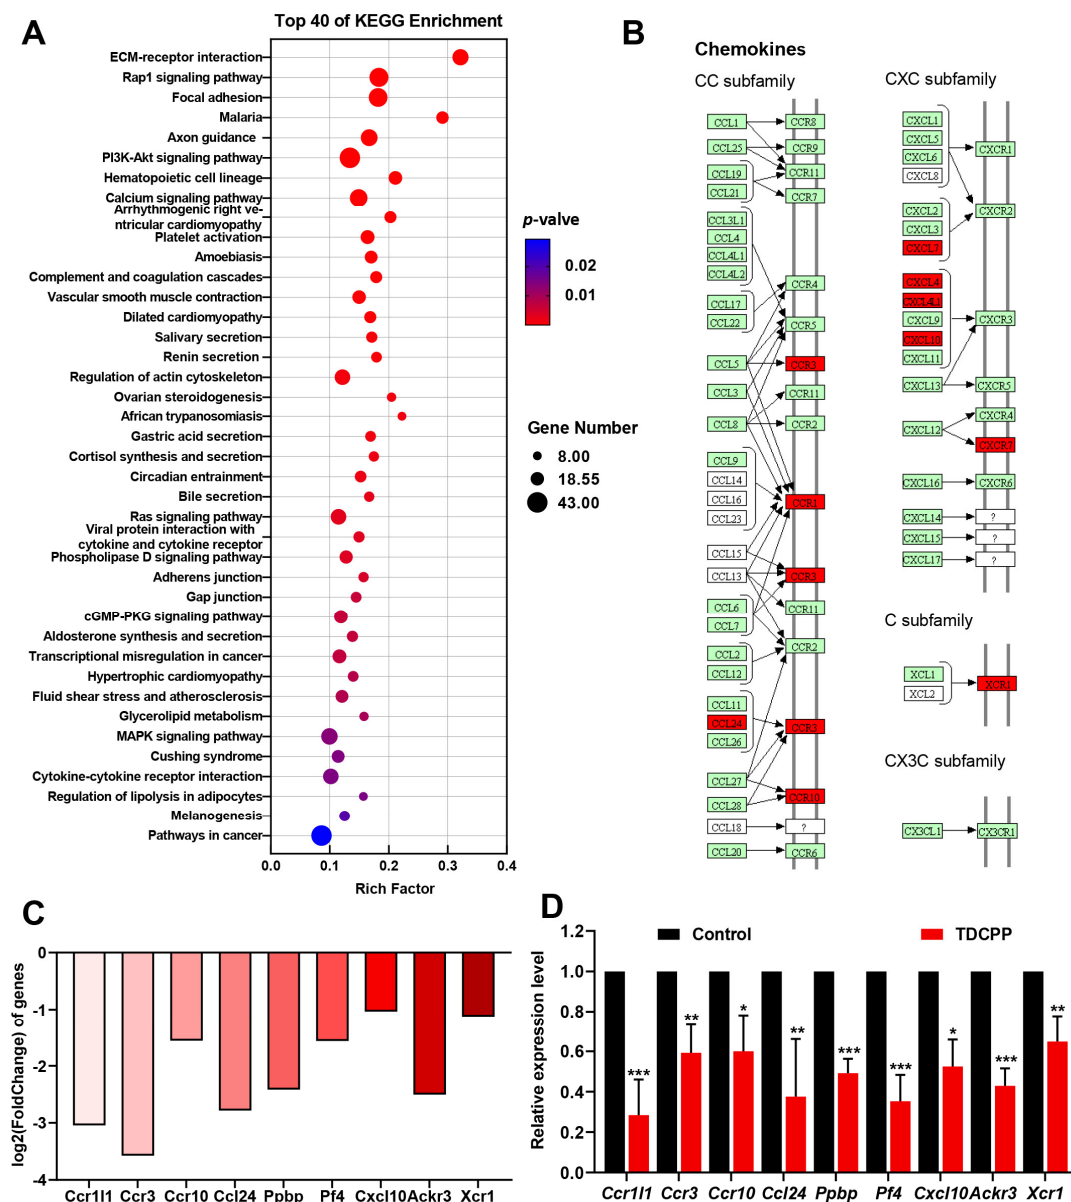 A
Top 40 of KEGG Enrichment
ECM-receptor interaction
Rap1 signaling pathway
Focal adhesion
Malaria
Axon guidance
PI3K-Akt signaling pathway
Hematopoietic cell lineage
Calcium signaling pathway
Arrhythmogenic right ve-
ntricular cardiomyopathy
Platelet activation
Amoebiasis
Complement and coagulation cascades
Vascular smooth muscle contraction
Dilated cardiomyopathy
Salivary secretion
Renin secretion
Regulation of actin cytoskeleton
Ovarian steroidogenesis
African trypanosomiasis
Gastric acid secretion
Cortisol synthesis and secretion
Circadian entrainment
Bile secretion
Ras signaling pathway
Viral protein interaction with
cytokine and cytokine receptor
Phospholipase D signaling pathway
Adherens junction
Gap junction
cGMP-PKG signaling pathway
Aldosterone synthesis and secretion
Transcriptional misregulation in cancer
Hypertrophic cardiomyopathy
Fluid shear stress and atherosclerosis
Glycerolipid metabolism
MAPK signaling pathway
Cushing syndrome
Cytokine-cytokine receptor interaction
Regulation of lipolysis in adipocytes
Melanogenesis
Pathways in cancer
0.0 0.1 0.2 0.3 0.4
Rich Factor
p-valve
0.02
0.01
Gene Number
8.00
18.55
43.00
B
Chemokines
CC subfamily
CCL1
CCL25
CCL19
CCL21
CCL3L1
CCL4
CCL4L1
CCL4L2
CCL17
CCL22
CCL5
CCL3
CCL8
CCL9
CCL14
CCL16
CCL23
CCL15
CCL13
CCL6
CCL7
CCL2
CCL12
CCL11
CCL24
CCL26
CCL27
CCL28
CCL18
CCL20
CCR8
CCR9
CCR11
CCR7
CCR4
CCR5
CCR3
CCR11
CCR2
CCR1
CCR3
CCR11
CCR2
CCR3
CCR10
?
CCR6
CXC subfamily
CXCL1
CXCL5
CXCL6
CXCL8
CXCL2
CXCL3
CXCL7
CXCL4
CXCL4L1
CXCL9
CXCL10
CXCL11
CXCL13
CXCL12
CXCL16
CXCL14
CXCL15
CXCL17
CXCR1
CXCR2
CXCR3
CXCR5
CXCR4
CXCR7
CXCR6
?
?
?
C subfamily
XCL1
XCL2
XCR1
CX3C subfamily
CX3CL1
CX3CR1
C
log2(FoldChange) of genes
0
-1
-2
-3
-4
Ccr1l1 Ccr3 Ccr10 Ccl24 Ppbp Pf4 Cxcl10 Ackr3 Xcr1
D
Control TDCPP
Relative expression level
1.2
1.0
0.8
0.6
0.4
0.2
0.0
*** ** * ** *** *** * *** **
Ccr1l1 Ccr3 Ccr10 Ccl24 Ppbp Pf4 Cxcl10 Ackr3 Xcr1